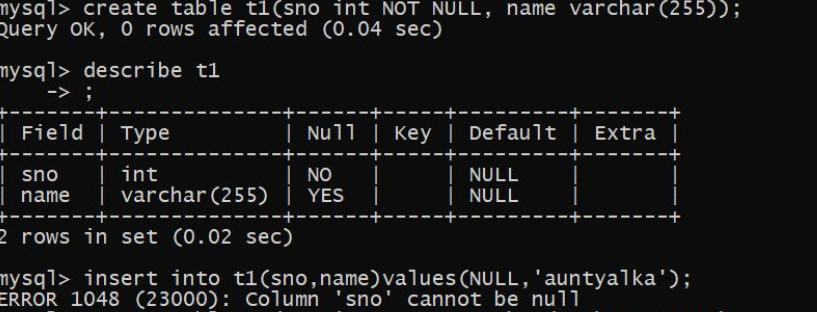 mysql> create table t1(sno int NOT NULL, name varchar(255));
Query OK, 0 rows affected (0.04 sec)
mysql> describe t1
    -> ;
+-------+--------------+------+-----+---------+-------+
| Field | Type         | Null | Key | Default | Extra |
+-------+--------------+------+-----+---------+-------+
| sno   | int          | NO   |     | NULL    |       |
| name  | varchar(255) | YES  |     | NULL    |       |
+-------+--------------+------+-----+---------+-------+
2 rows in set (0.02 sec)
mysql> insert into t1(sno,name)values(NULL,'auntyalka');
ERROR 1048 (23000): Column 'sno' cannot be null